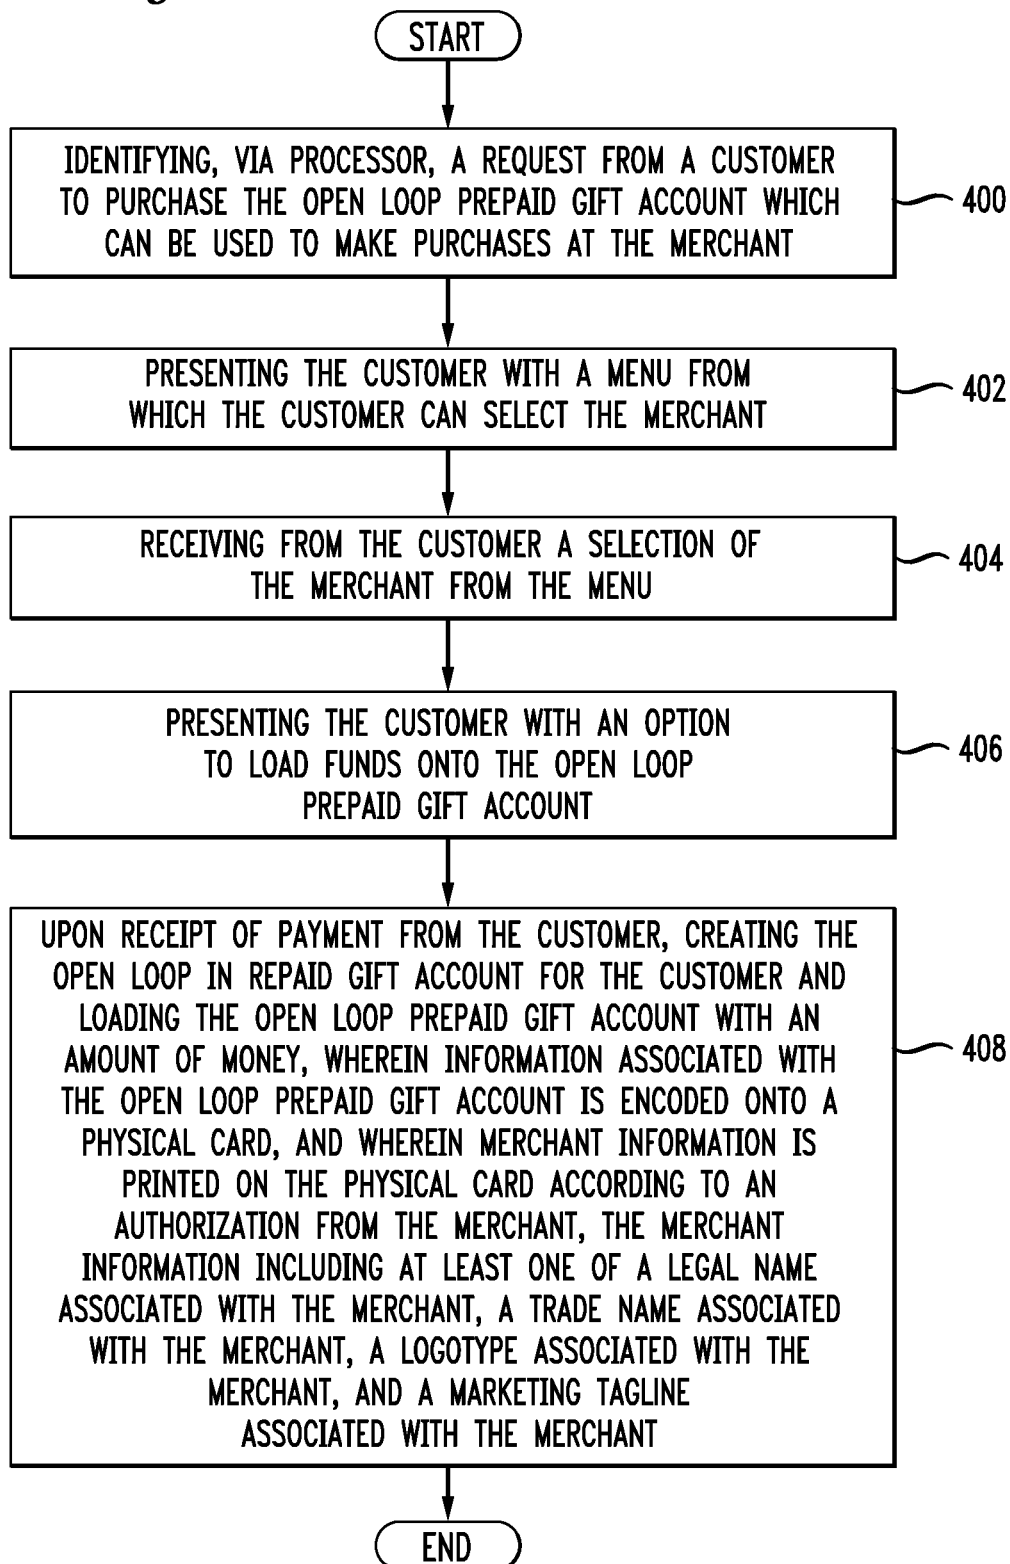 START
IDENTIFYING, VIA PROCESSOR, A REQUEST FROM A CUSTOMER
TO PURCHASE THE OPEN LOOP PREPAID GIFT ACCOUNT WHICH
CAN BE USED TO MAKE PURCHASES AT THE MERCHANT
400
PRESENTING THE CUSTOMER WITH A MENU FROM
WHICH THE CUSTOMER CAN SELECT THE MERCHANT
402
RECEIVING FROM THE CUSTOMER A SELECTION OF
THE MERCHANT FROM THE MENU
404
PRESENTING THE CUSTOMER WITH AN OPTION
TO LOAD FUNDS ONTO THE OPEN LOOP
PREPAID GIFT ACCOUNT
406
UPON RECEIPT OF PAYMENT FROM THE CUSTOMER, CREATING THE
OPEN LOOP IN REPAID GIFT ACCOUNT FOR THE CUSTOMER AND
LOADING THE OPEN LOOP PREPAID GIFT ACCOUNT WITH AN
AMOUNT OF MONEY, WHEREIN INFORMATION ASSOCIATED WITH
THE OPEN LOOP PREPAID GIFT ACCOUNT IS ENCODED ONTO A
PHYSICAL CARD, AND WHEREIN MERCHANT INFORMATION IS
PRINTED ON THE PHYSICAL CARD ACCORDING TO AN
AUTHORIZATION FROM THE MERCHANT, THE MERCHANT
INFORMATION INCLUDING AT LEAST ONE OF A LEGAL NAME
ASSOCIATED WITH THE MERCHANT, A TRADE NAME ASSOCIATED
WITH THE MERCHANT, A LOGOTYPE ASSOCIATED WITH THE
MERCHANT, AND A MARKETING TAGLINE
ASSOCIATED WITH THE MERCHANT
408
END